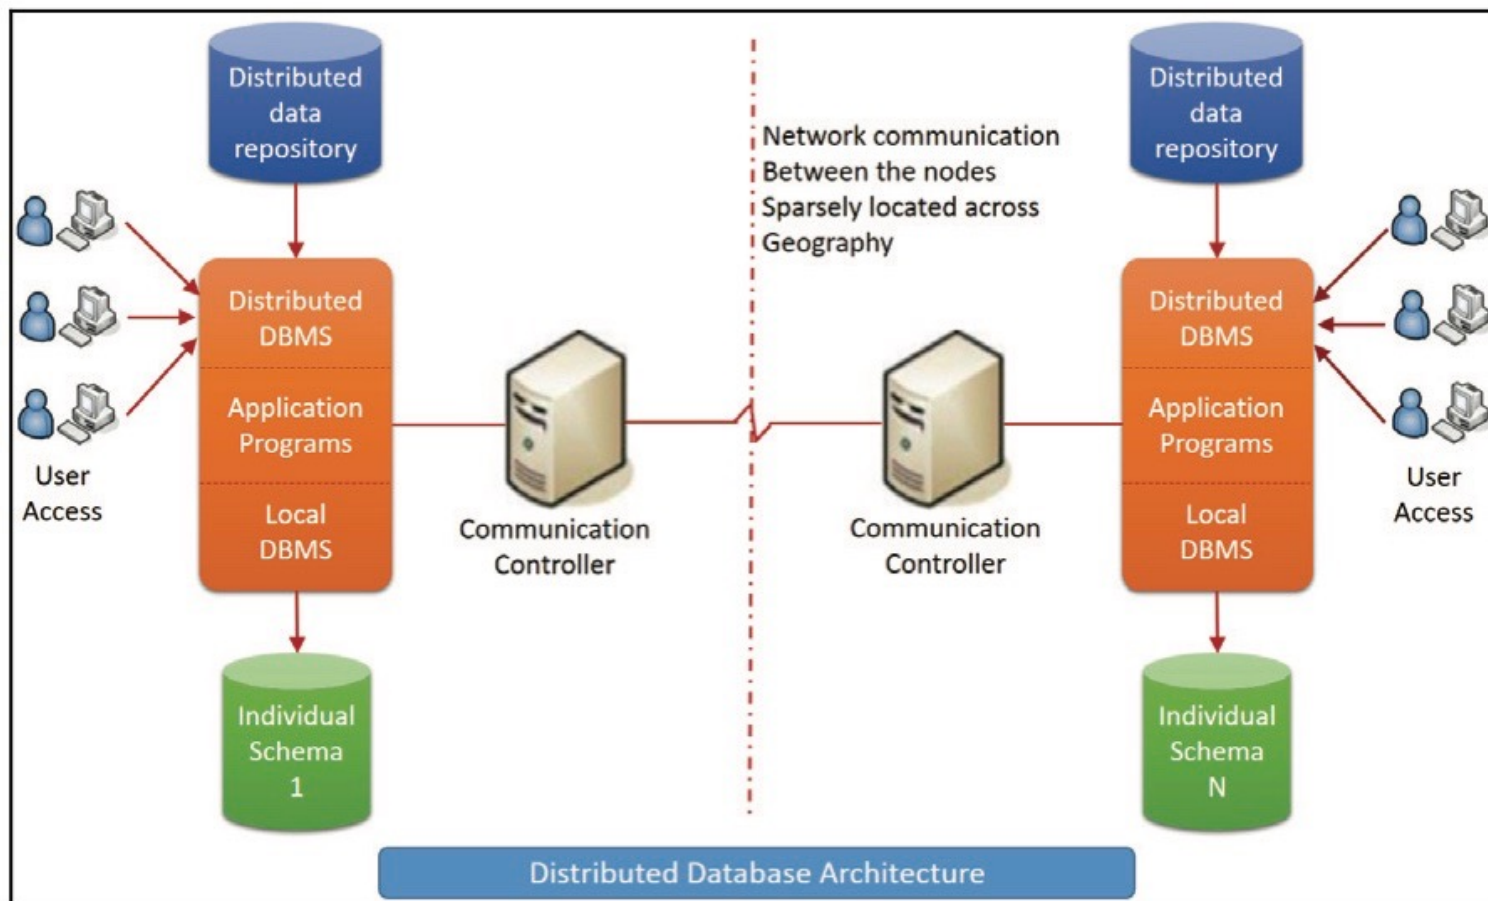 Distributed
data
repository
Distributed
data
repository
Network communication
Between the nodes
Sparsely located across
Geography
Distributed
DBMS
Application
Programs
Local
DBMS
User
Access
Communication
Controller
Communication
Controller
Distributed
DBMS
Application
Programs
Local
DBMS
User
Access
Individual
Schema
1
Individual
Schema
N
Distributed Database Architecture